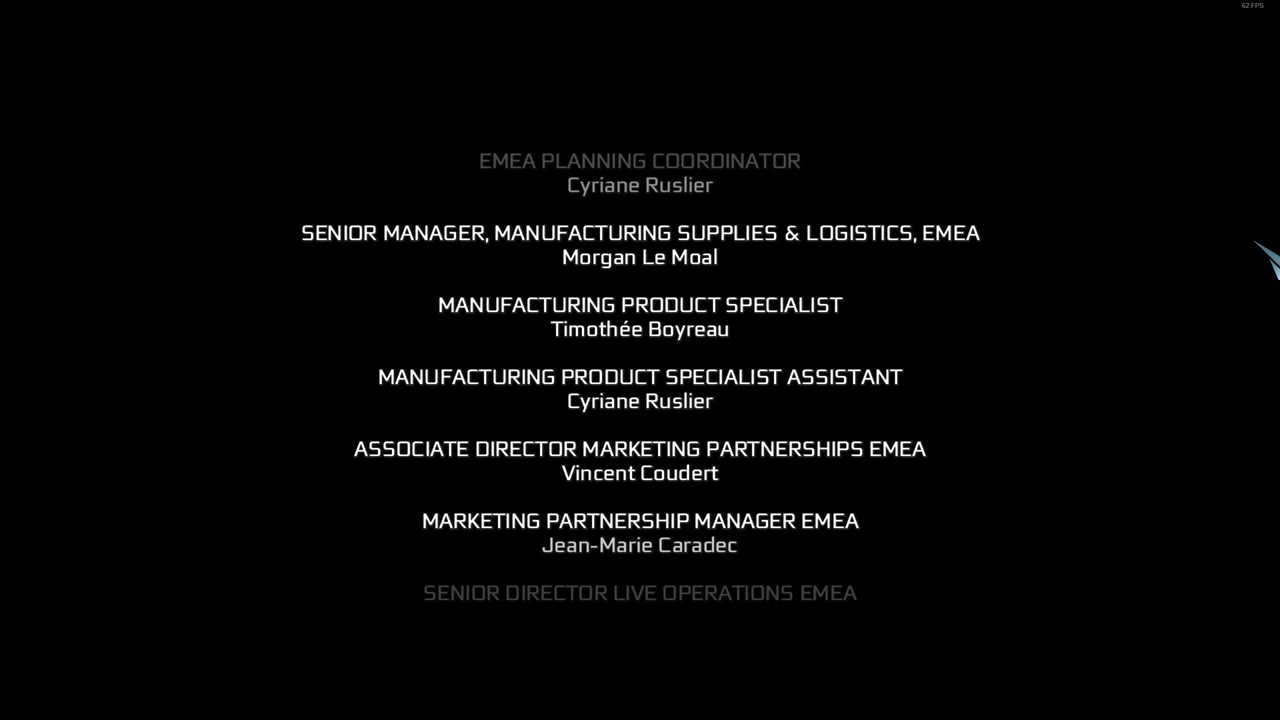 62 FPS
EMEA PLANNING COORDINATOR
Cyriane Ruslier
SENIOR MANAGER, MANUFACTURING SUPPLIES & LOGISTICS, EMEA
Morgan Le Moal
MANUFACTURING PRODUCT SPECIALIST
Timothée Boyreau
MANUFACTURING PRODUCT SPECIALIST ASSISTANT
Cyriane Ruslier
ASSOCIATE DIRECTOR MARKETING PARTNERSHIPS EMEA
Vincent Coudert
MARKETING PARTNERSHIP MANAGER EMEA
Jean-Marie Caradec
SENIOR DIRECTOR LIVE OPERATIONS EMEA